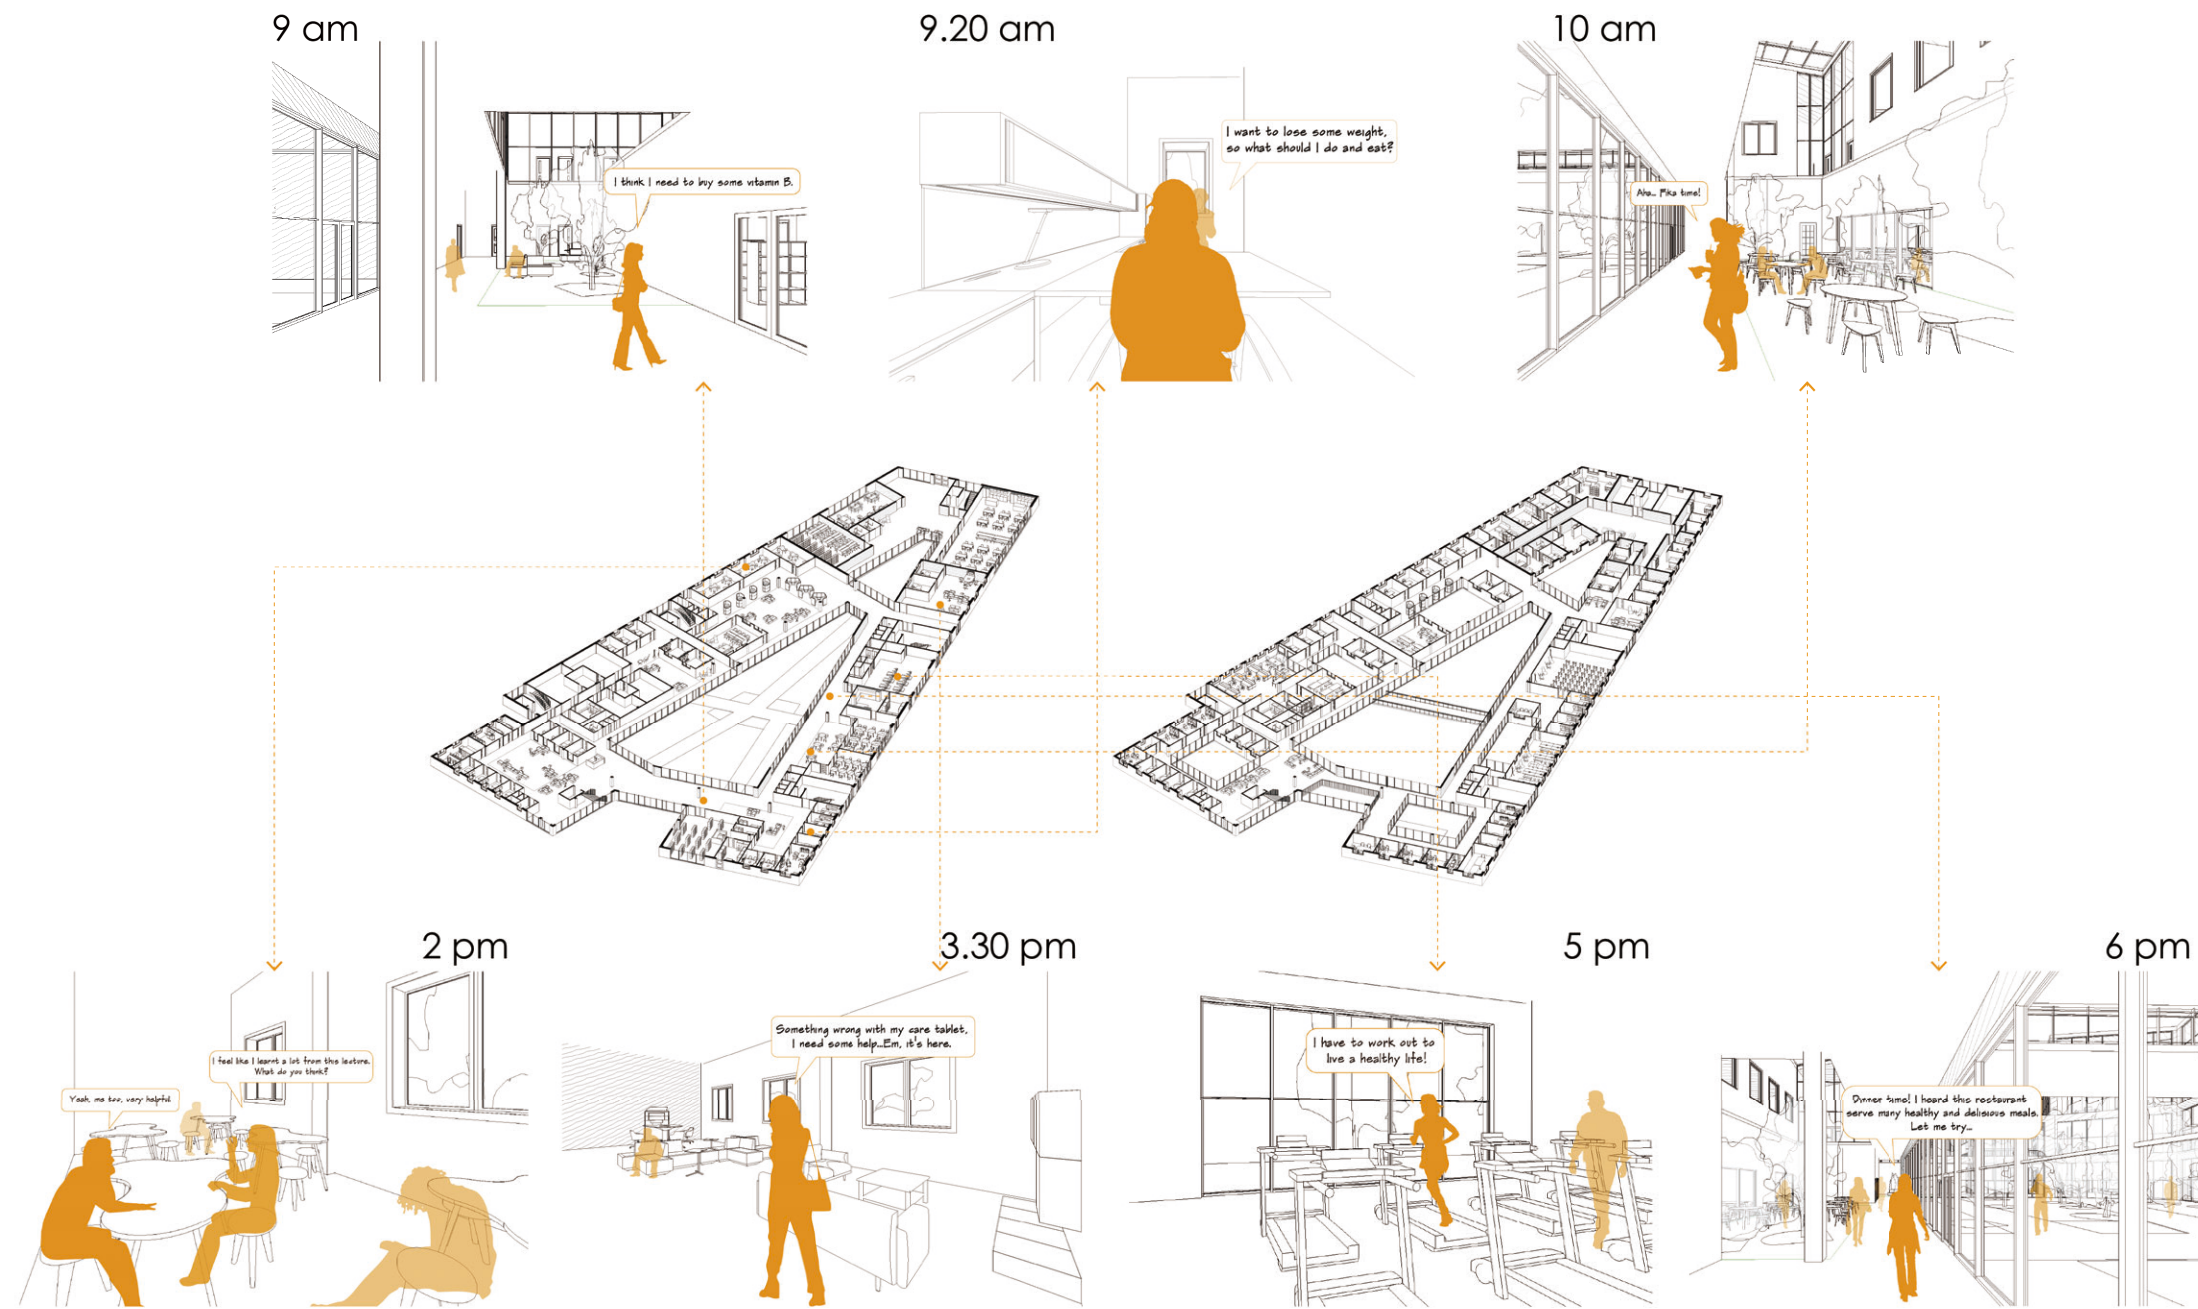 9 am
9.20 am
10 am
I think I need to buy some vitamin B.
I want to lose some weight,
so what should I do and eat?
Aha... Fika time!
2 pm
3.30 pm
5 pm
6 pm
I feel like I learnt a lot from this lecture.
What do you think?
Yeah, me too, very helpful.
Something wrong with my care tablet,
I need some help...Em, it's here.
I have to work out to
live a healthy life!
Dinner time! I heard this restaurant
serve many healthy and delisious meals.
Let me try...